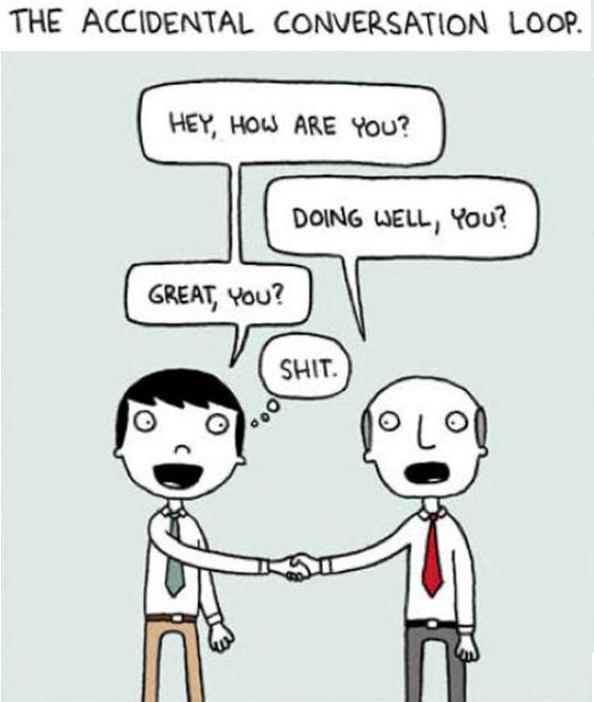 THE ACCIDENTAL CONVERSATION LOOP.
HEY, HOW ARE YOU?
DOING WELL, YOU?
GREAT, YOU?
SHIT.